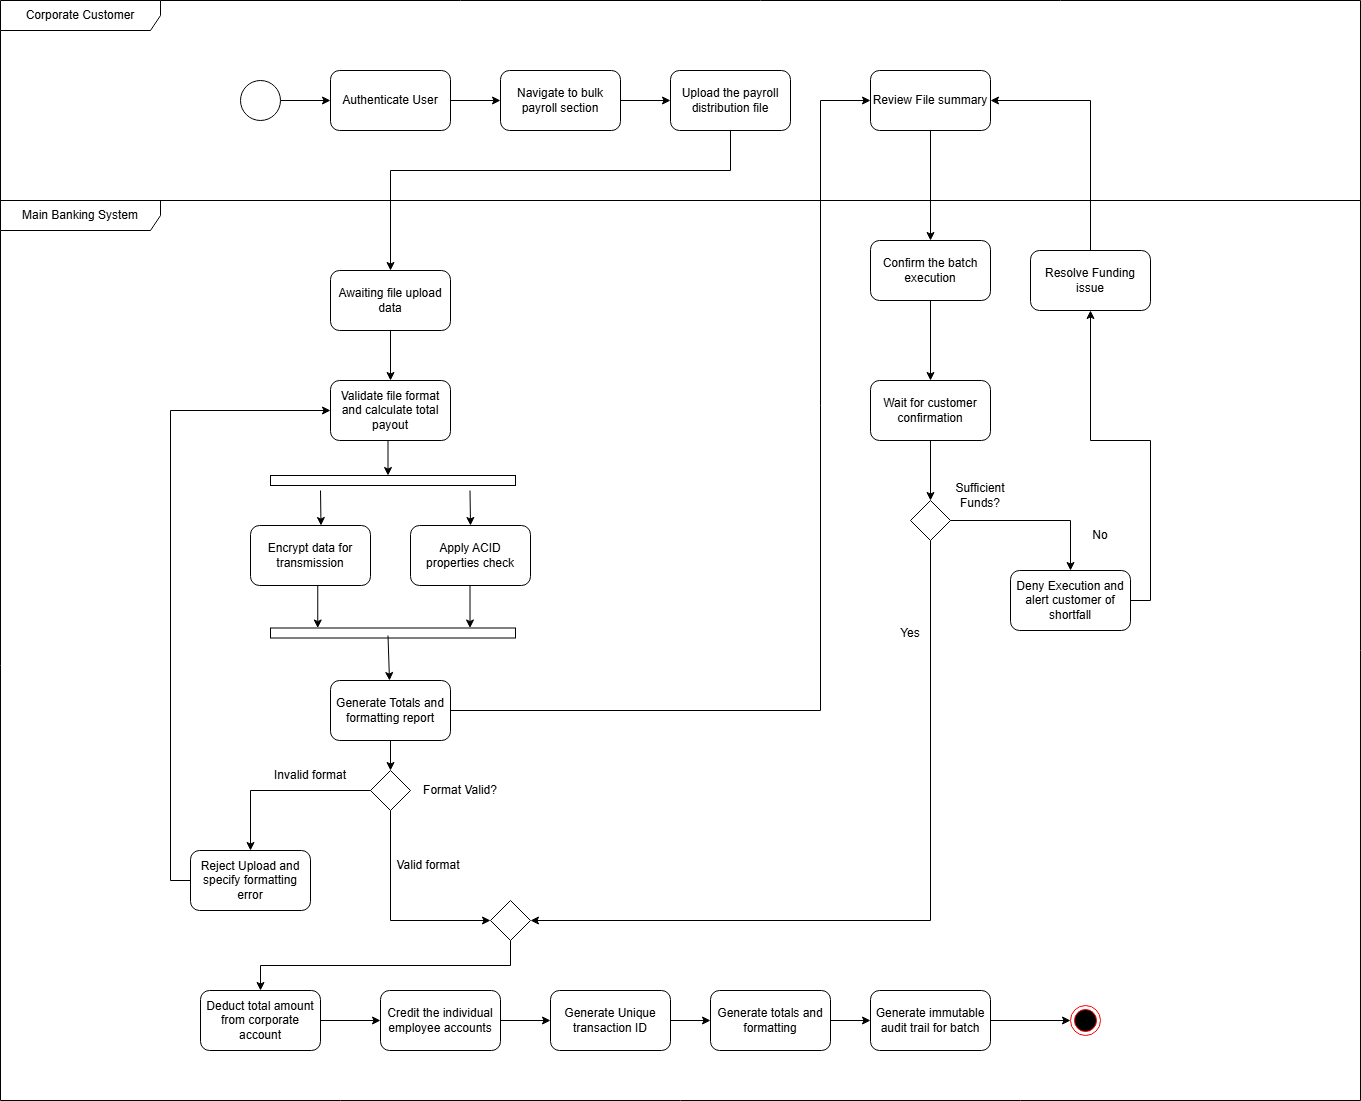 Corporate Customer
Authenticate User
Navigate to bulk
payroll section
Upload the payroll
distribution file
Review File summary
Main Banking System
Awaiting file upload
data
Confirm the batch
execution
Resolve Funding
issue
Validate file format
and calculate total
payout
Wait for customer
confirmation
Sufficient
Funds?
No
Encrypt data for
transmission
Apply ACID
properties check
Deny Execution and
alert customer of
shortfall
Yes
Generate Totals and
formatting report
Invalid format
Format Valid?
Valid format
Reject Upload and
specify formatting
error
Deduct total amount
from corporate
account
Credit the individual
employee accounts
Generate Unique
transaction ID
Generate totals and
formatting
Generate immutable
audit trail for batch